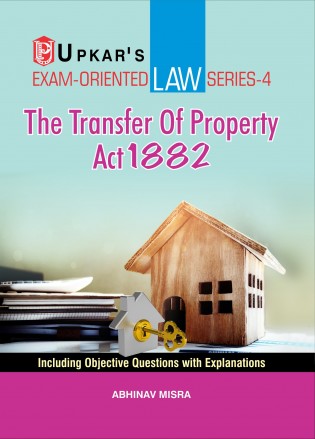 UPKAR'S
EXAM-ORIENTED LAW SERIES-4
The Transfer Of Property
Act 1882
Including Objective Questions with Explanations
ABHINAV MISRA